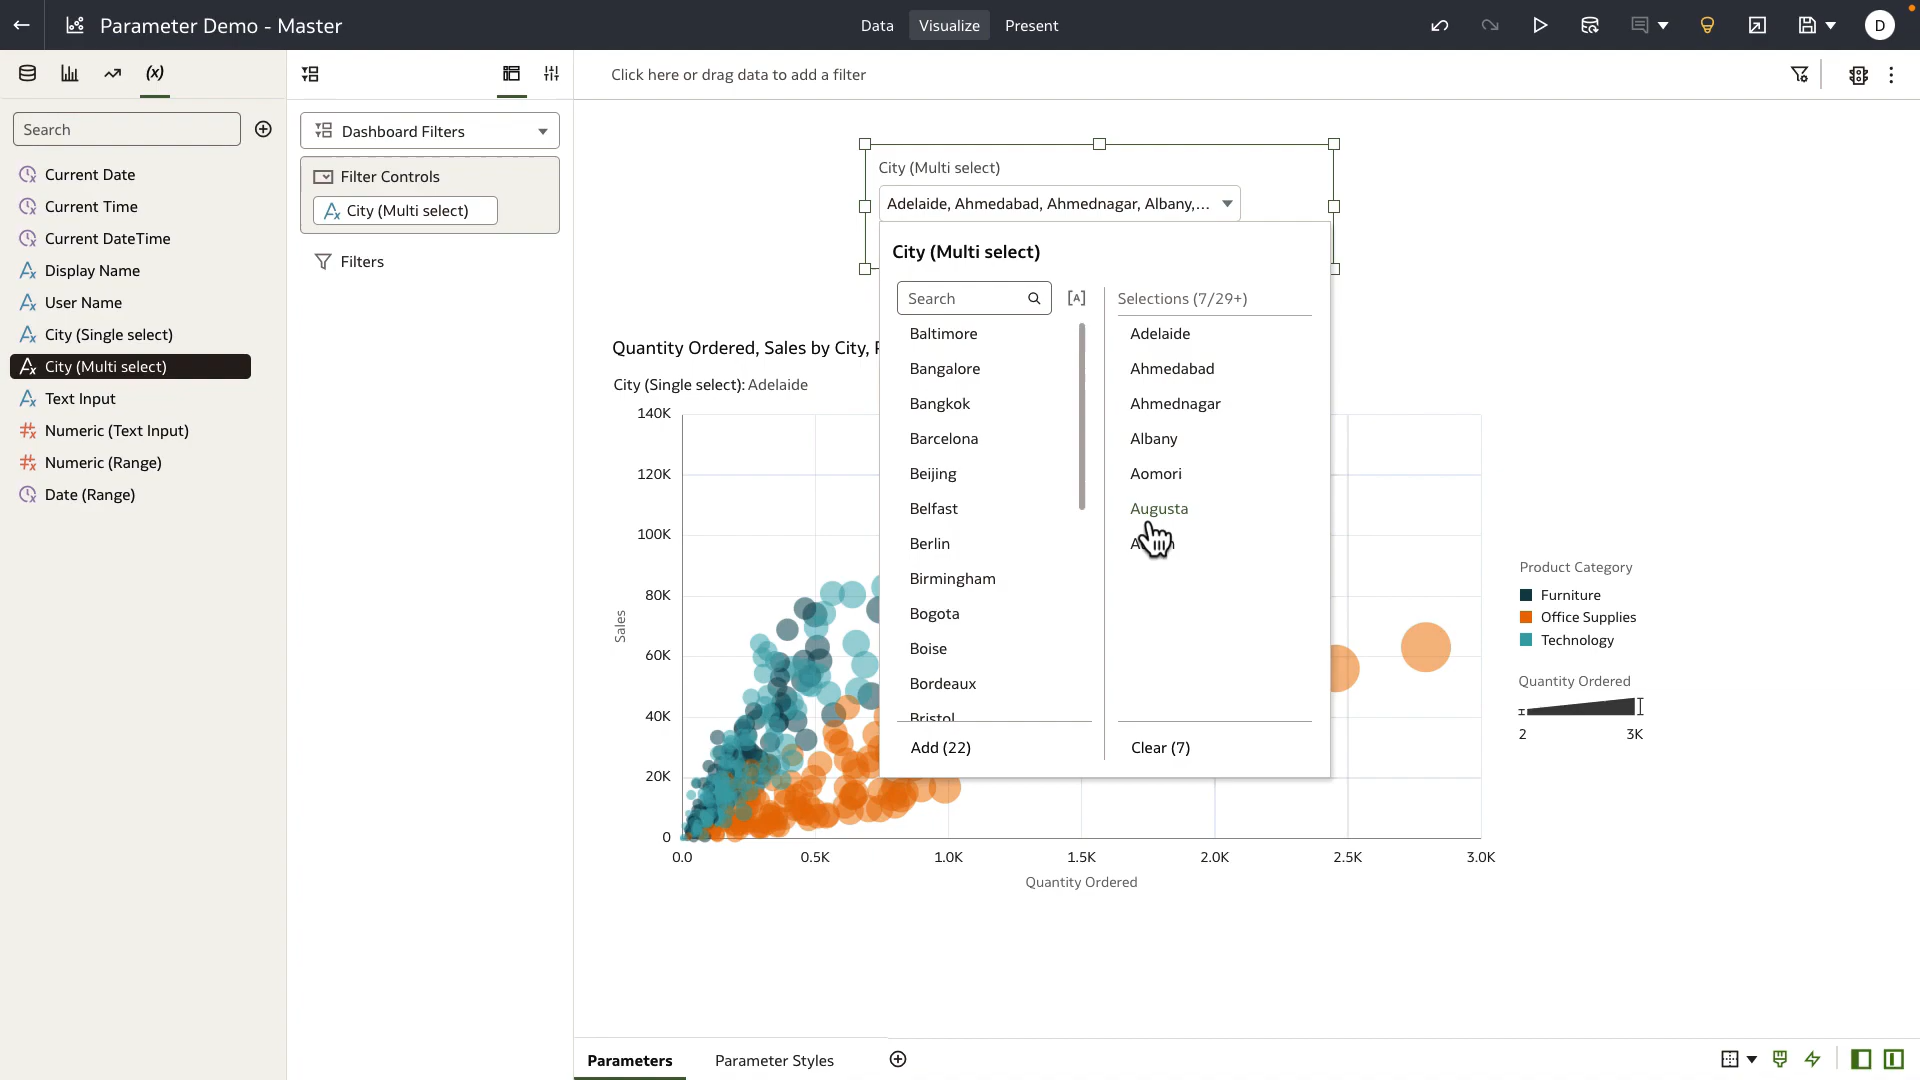 Parameter Demo - Master
Data
Visualize
Present
D
Search
Current Date
Current Time
Current DateTime
Display Name
User Name
City (Single select)
City (Multi select)
Text Input
Numeric (Text Input)
Numeric (Range)
Date (Range)
Dashboard Filters
Filter Controls
City (Multi select)
Filters
Click here or drag data to add a filter
City (Multi select)
Adelaide, Ahmedabad, Ahmednagar, Albany,...
City (Multi select)
Search
[A]
Baltimore
Bangalore
Bangkok
Barcelona
Beijing
Belfast
Berlin
Birmingham
Bogota
Boise
Bordeaux
Bristol
Add (22)
Selections (7/29+)
Adelaide
Ahmedabad
Ahmednagar
Albany
Aomori
Augusta
Clear (7)
Quantity Ordered, Sales by City,
City (Single select): Adelaide
140K
120K
100K
80K
60K
40K
20K
0
Sales
0.0
0.5K
1.0K
1.5K
2.0K
2.5K
3.0K
Quantity Ordered
Product Category
Furniture
Office Supplies
Technology
Quantity Ordered
2
3K
Parameters
Parameter Styles